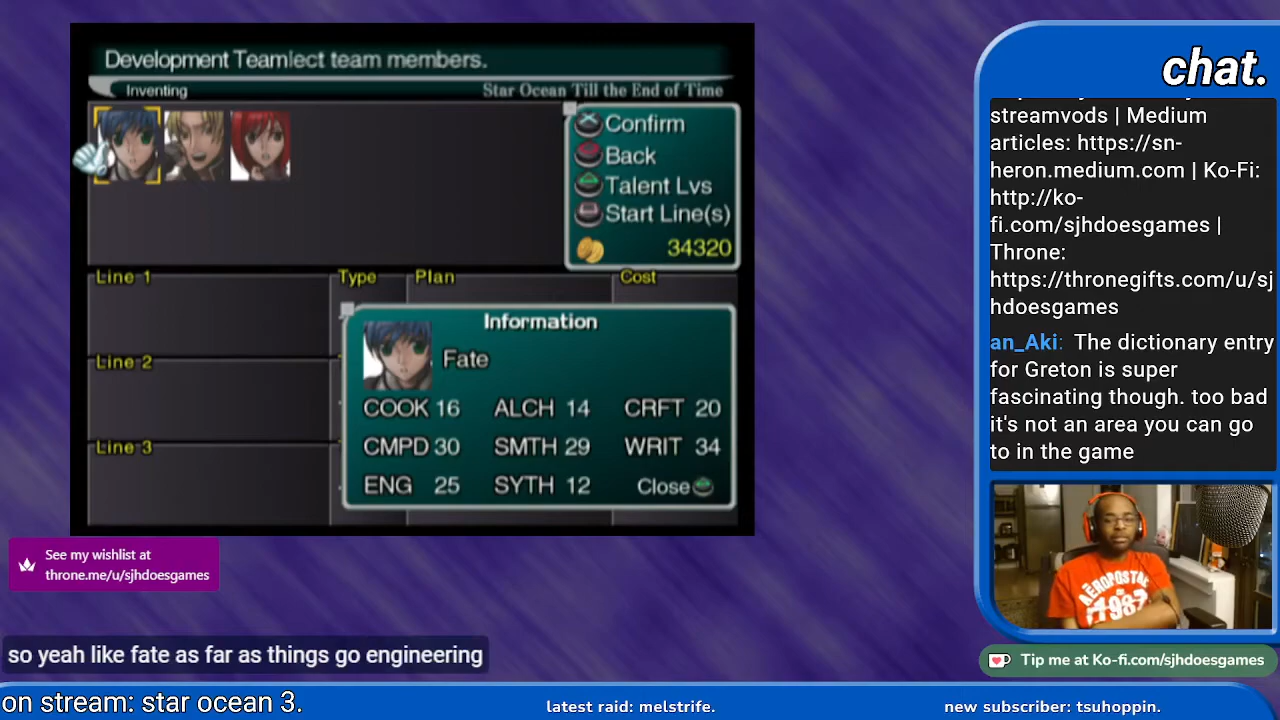 Development Teamlect team members.
Inventing
Star Ocean Till the End of Time
Confirm
Back
Talent Lvs
Start Line(s)
34320
Line 1
Type
Plan
Cost
Line 2
Line 3
Information
Fate
COOK 16 ALCH 14 CRFT 20
CMPD 30 SMTH 29 WRIT 34
ENG 25 SYTH 12 Close
chat.
streamvods | Medium
articles: https://sn-
heron.medium.com | Ko-Fi:
http://ko-
fi.com/sjhdoesgames |
Throne:
https://thronegifts.com/u/sj
hdoesgames
an_Aki: The dictionary entry
for Greton is super
fascinating though. too bad
it's not an area you can go
to in the game
AÉROPOSTAL
1987
See my wishlist at
throne.me/u/sjhdoesgames
so yeah like fate as far as things go engineering
Tip me at Ko-fi.com/sjhdoesgames
on stream: star ocean 3.
latest raid: melstrife.
new subscriber: tsuhoppin.